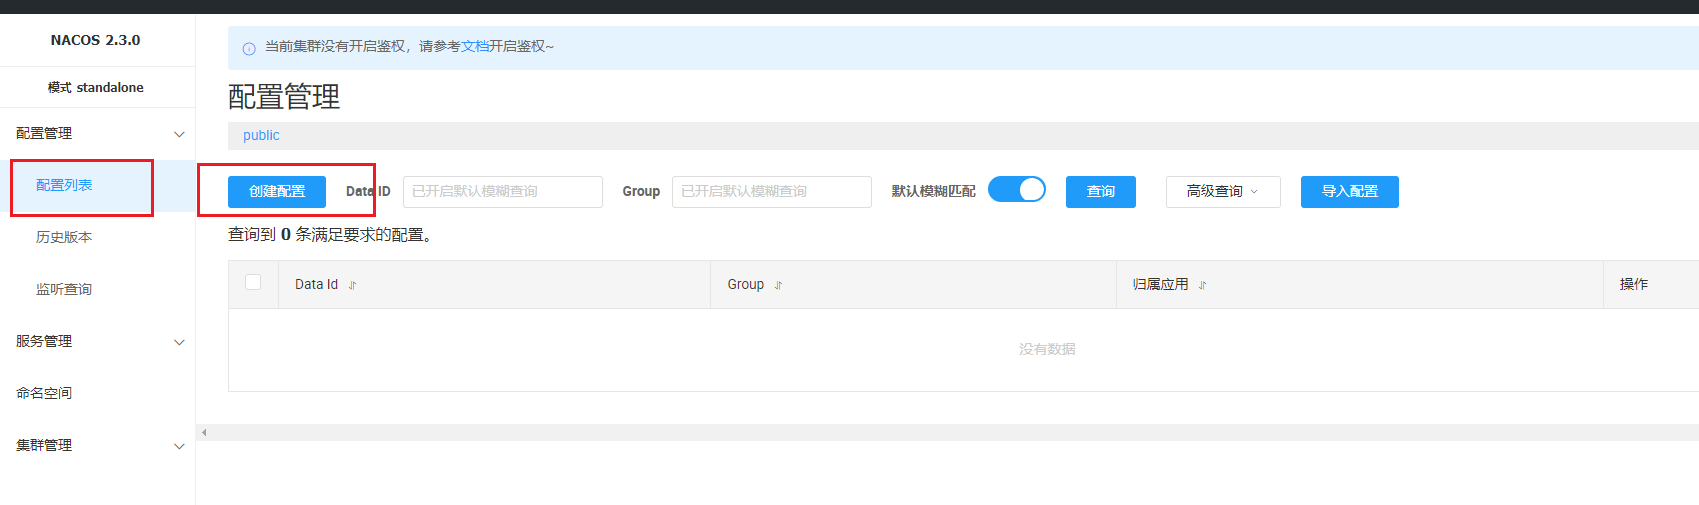 NACOS 2.3.0
模式 standalone
配置管理
配置列表
历史版本
监听查询
服务管理
命名空间
集群管理
当前集群没有开启鉴权，请参考文档开启鉴权~
配置管理
public
创建配置 Data ID 已开启默认模糊查询 Group 已开启默认模糊查询 默认模糊匹配 查询 高级查询 导入配置
查询到 0 条满足要求的配置。
Data Id Group 归属应用 操作
没有数据